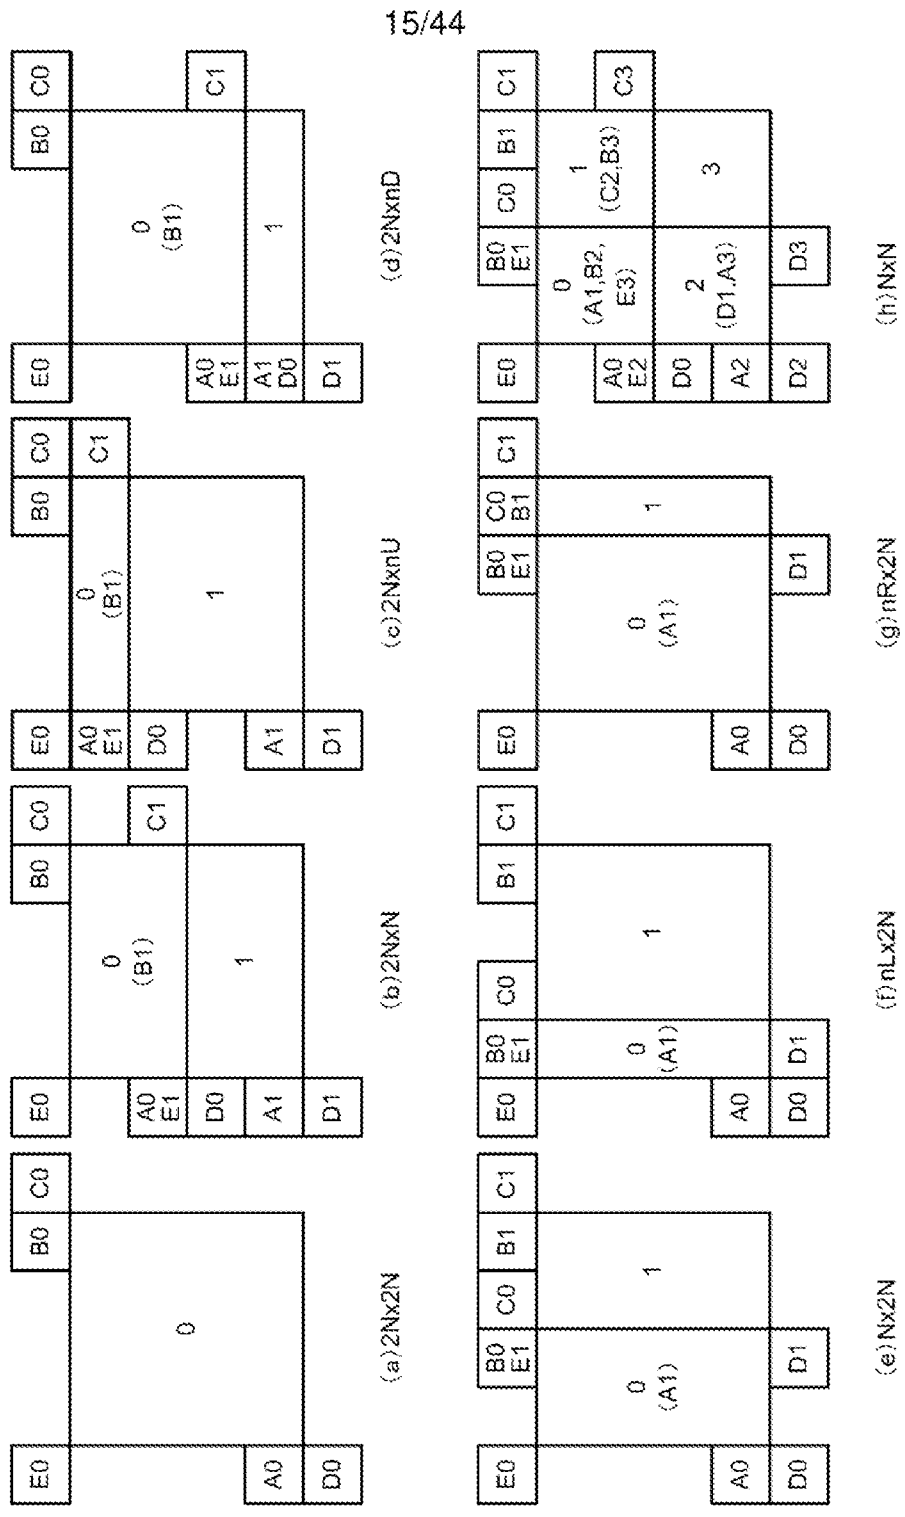 15/44
E0
B0
C0
0
A0
D0
(a)2Nx2N
E0
B0
C0
0
(B1)
C1
A0
E1
D0
1
A1
D1
(b)2NxN
E0
B0
C0
A0
E1
0
(B1)
C1
D0
1
A1
D1
(c)2NxnU
E0
B0
C0
0
(B1)
C1
A0
E1
A1
D0
1
D1
(d)2NxnD
E0
B0
E1
C0
B1
C1
0
(A1)
1
A0
D0
D1
(e)Nx2N
E0
B0
E1
C0
B1
C1
0
(A1)
1
A0
D0
D1
(f)nLx2N
E0
B0
E1
C0
B1
C1
0
(A1)
1
A0
D0
D1
(g)nRx2N
E0
B0
E1
C0
B1
C1
0
(A1,B2,
E3)
1
(C2,B3)
C3
A0
E2
D0
2
(D1,A3)
3
A2
D2
D3
(h)NxN